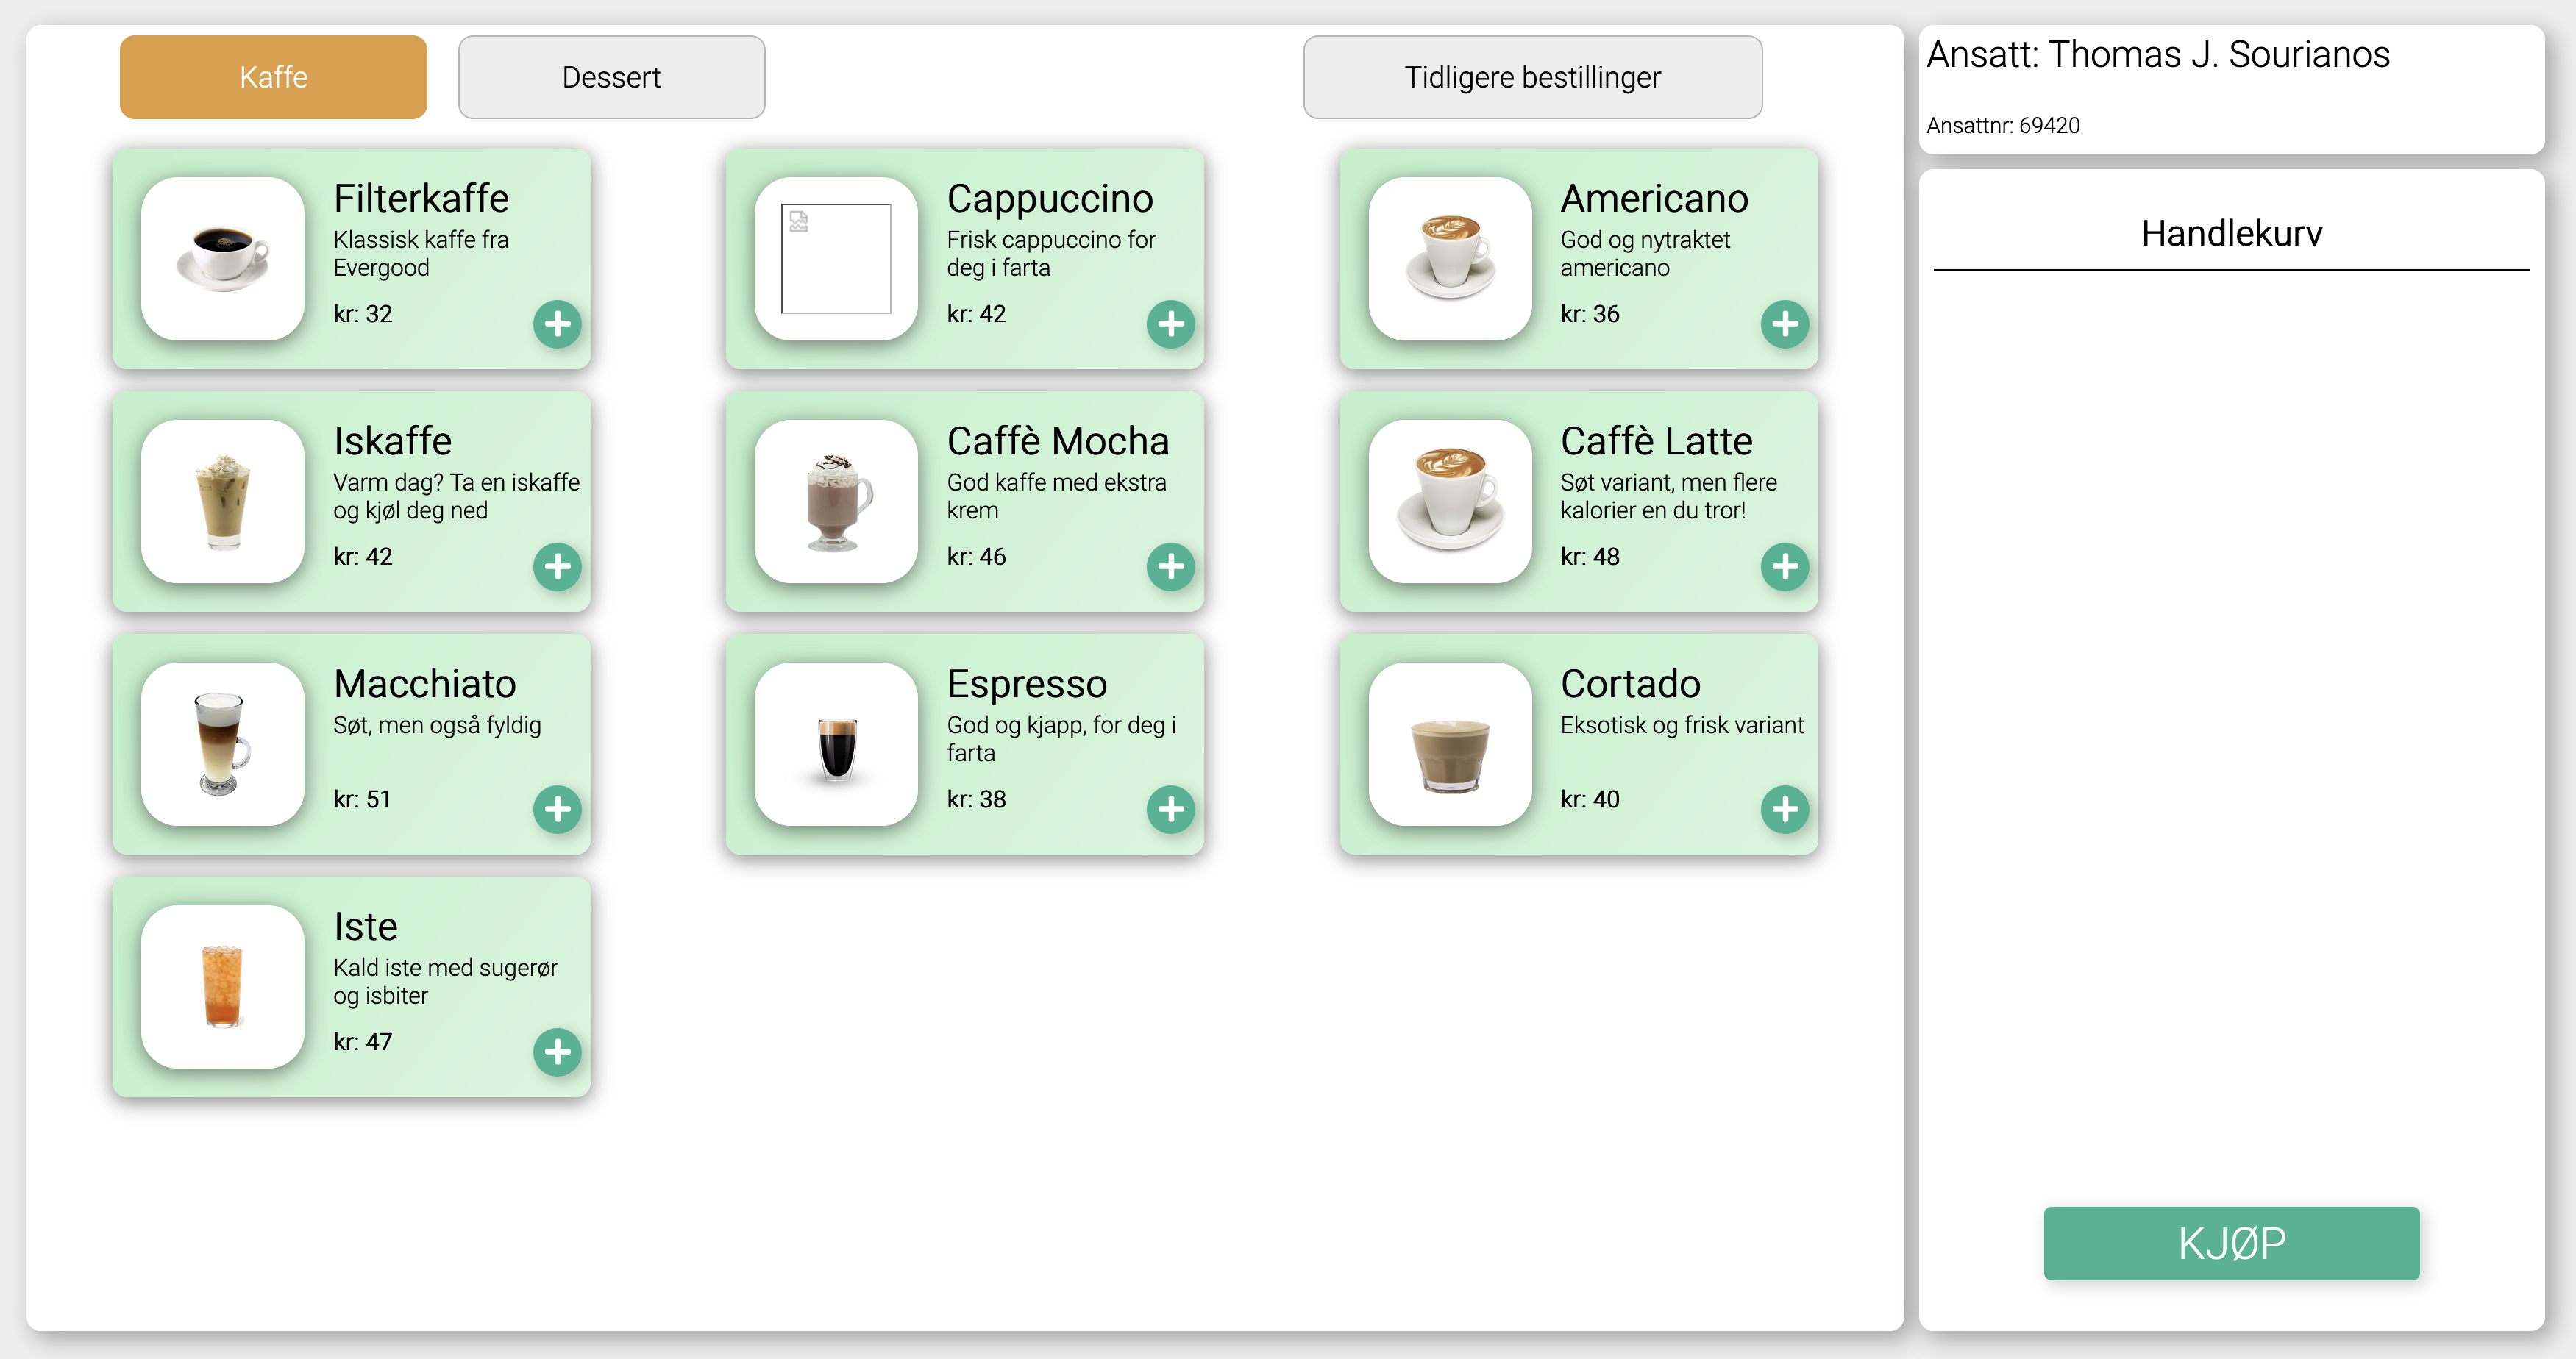 Kaffe
Dessert
Tidligere bestillinger
Ansatt: Thomas J. Sourianos
Ansattnr: 69420
Filterkaffe
Klassisk kaffe fra
Evergood
kr: 32
Cappuccino
Frisk cappuccino for
deg i farta
kr: 42
Americano
God og nytraktet
americano
kr: 36
Iskaffe
Varm dag? Ta en iskaffe
og kjøl deg ned
kr: 42
Caffè Mocha
God kaffe med ekstra
krem
kr: 46
Caffè Latte
Søt variant, men flere
kalorier en du tror!
kr: 48
Macchiato
Søt, men også fyldig
kr: 51
Espresso
God og kjapp, for deg i
farta
kr: 38
Cortado
Eksotisk og frisk variant
kr: 40
Iste
Kald iste med sugerør
og isbiter
kr: 47
Handlekurv
KJØP